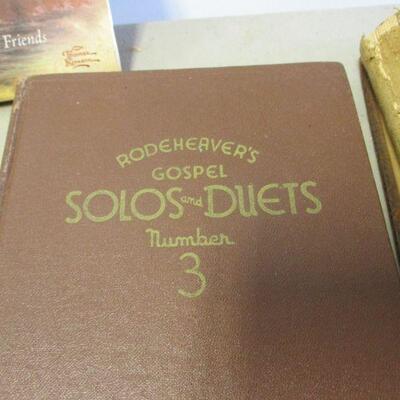 Friends
RODEHEAVER'S
GOSPEL
SOLOS and DUETS
Number
3